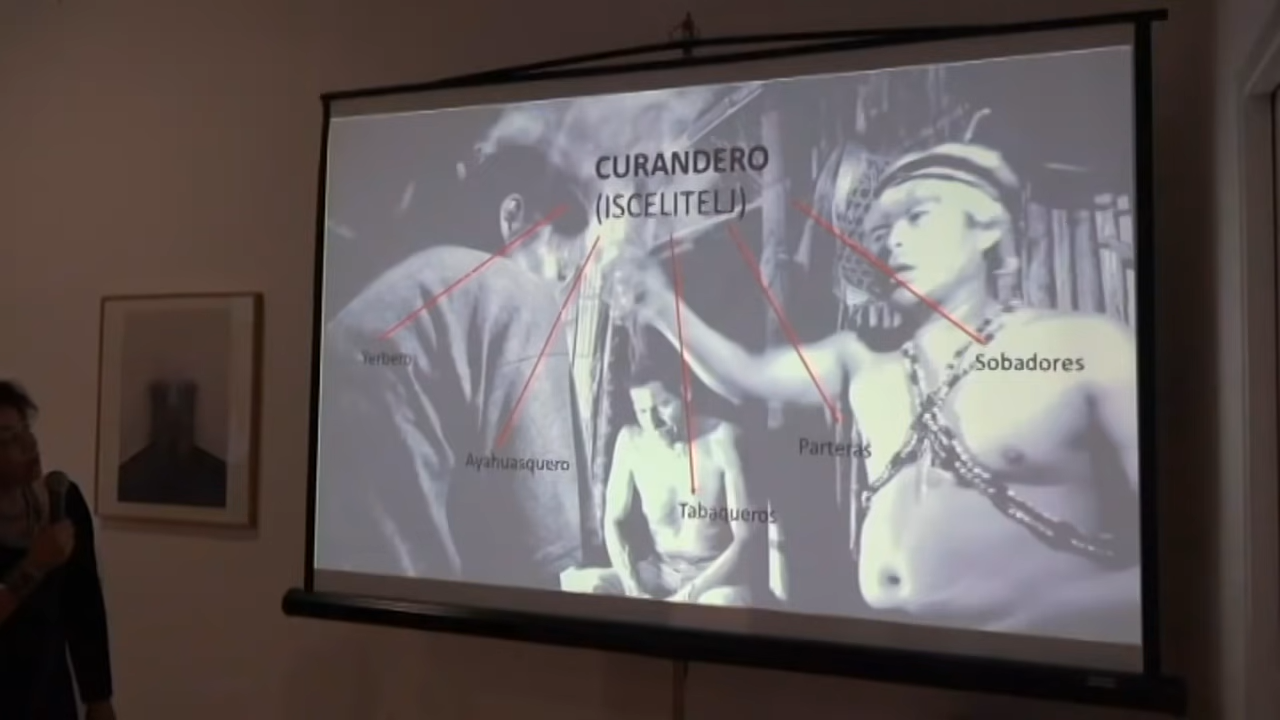 CURANDERO
(ISCELITELJ)
Yerbero
Ayahuasquero
Tabaqueros
Parteras
Sobadores